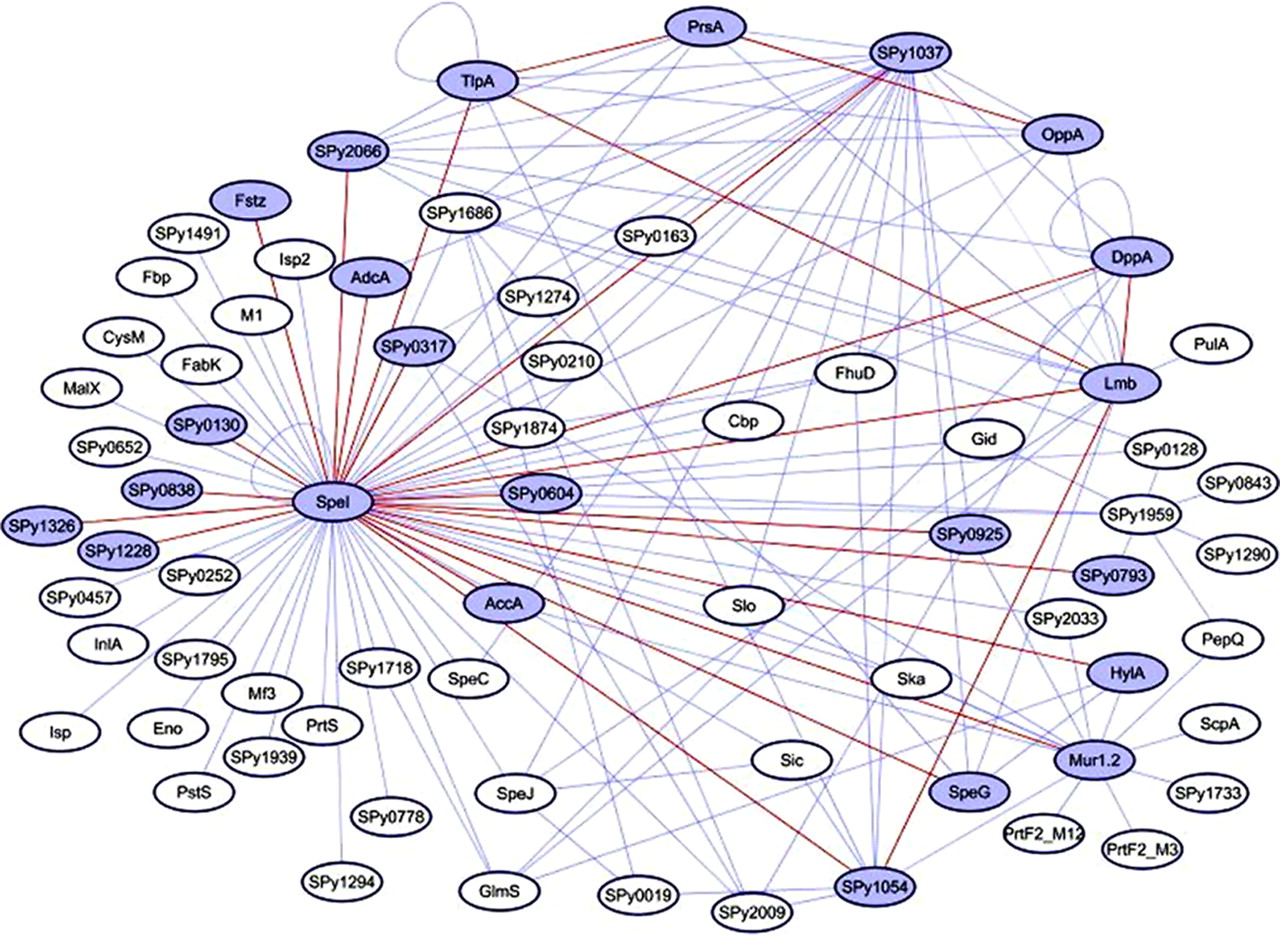 PrsA
SPy1037
TlpA
OppA
SPy2066
Fstz
SPy1686
SPy1491
SPy0163
Isp2
DppA
Fbp
AdcA
SPy1274
M1
CysM
SPy0317
PulA
FabK
SPy0210
FhuD
MalX
Lmb
Cbp
SPy0130
SPy1874
Gid
SPy0652
SPy0128
SPy0838
SpeI
SPy0604
SPy0843
SPy1959
SPy1326
SPy0925
SPy1228
SPy1290
SPy0252
SPy0793
SPy0457
AccA
Slo
SPy2033
InlA
PepQ
SPy1795
SPy1718
SpeC
Ska
HylA
Mf3
Isp
Eno
PrtS
ScpA
SPy1939
Sic
Mur1.2
PstS
SpeJ
SpeG
SPy1733
SPy0778
PrtF2_M12
PrtF2_M3
SPy1294
GlmS
SPy0019
SPy1054
SPy2009